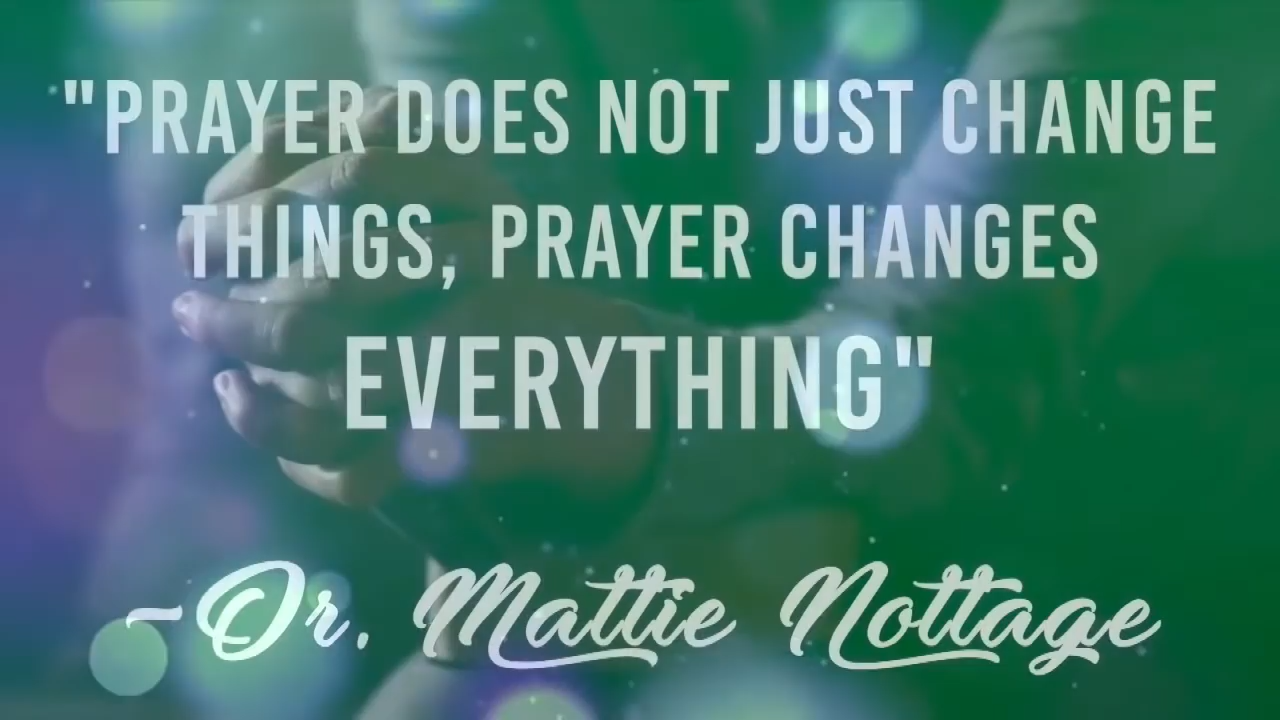 "PRAYER DOES NOT JUST CHANGE
THINGS, PRAYER CHANGES
EVERYTHING"
~Dr. Mattie Nottage